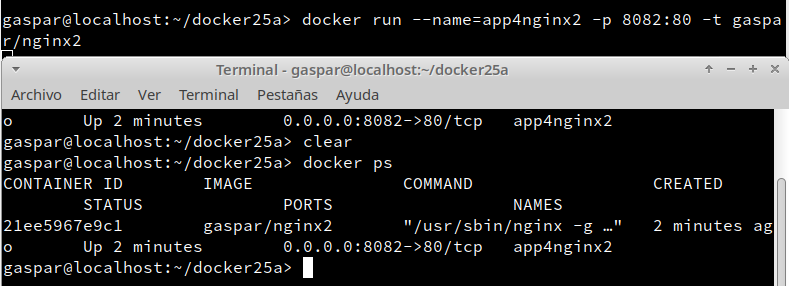 gaspar@localhost:~/docker25a> docker run --name=app4nginx2 -p 8082:80 -t gaspa
r/nginx2
Terminal - gaspar@localhost:~/docker25a
Archivo Editar Ver Terminal Pestañas Ayuda
o Up 2 minutes 0.0.0.0:8082->80/tcp app4nginx2
gaspar@localhost:~/docker25a> clear
gaspar@localhost:~/docker25a> docker ps
CONTAINER ID IMAGE COMMAND CREATED
STATUS PORTS NAMES
21ee5967e9c1 gaspar/nginx2 "/usr/sbin/nginx -g …" 2 minutes ag
o Up 2 minutes 0.0.0.0:8082->80/tcp app4nginx2
gaspar@localhost:~/docker25a>